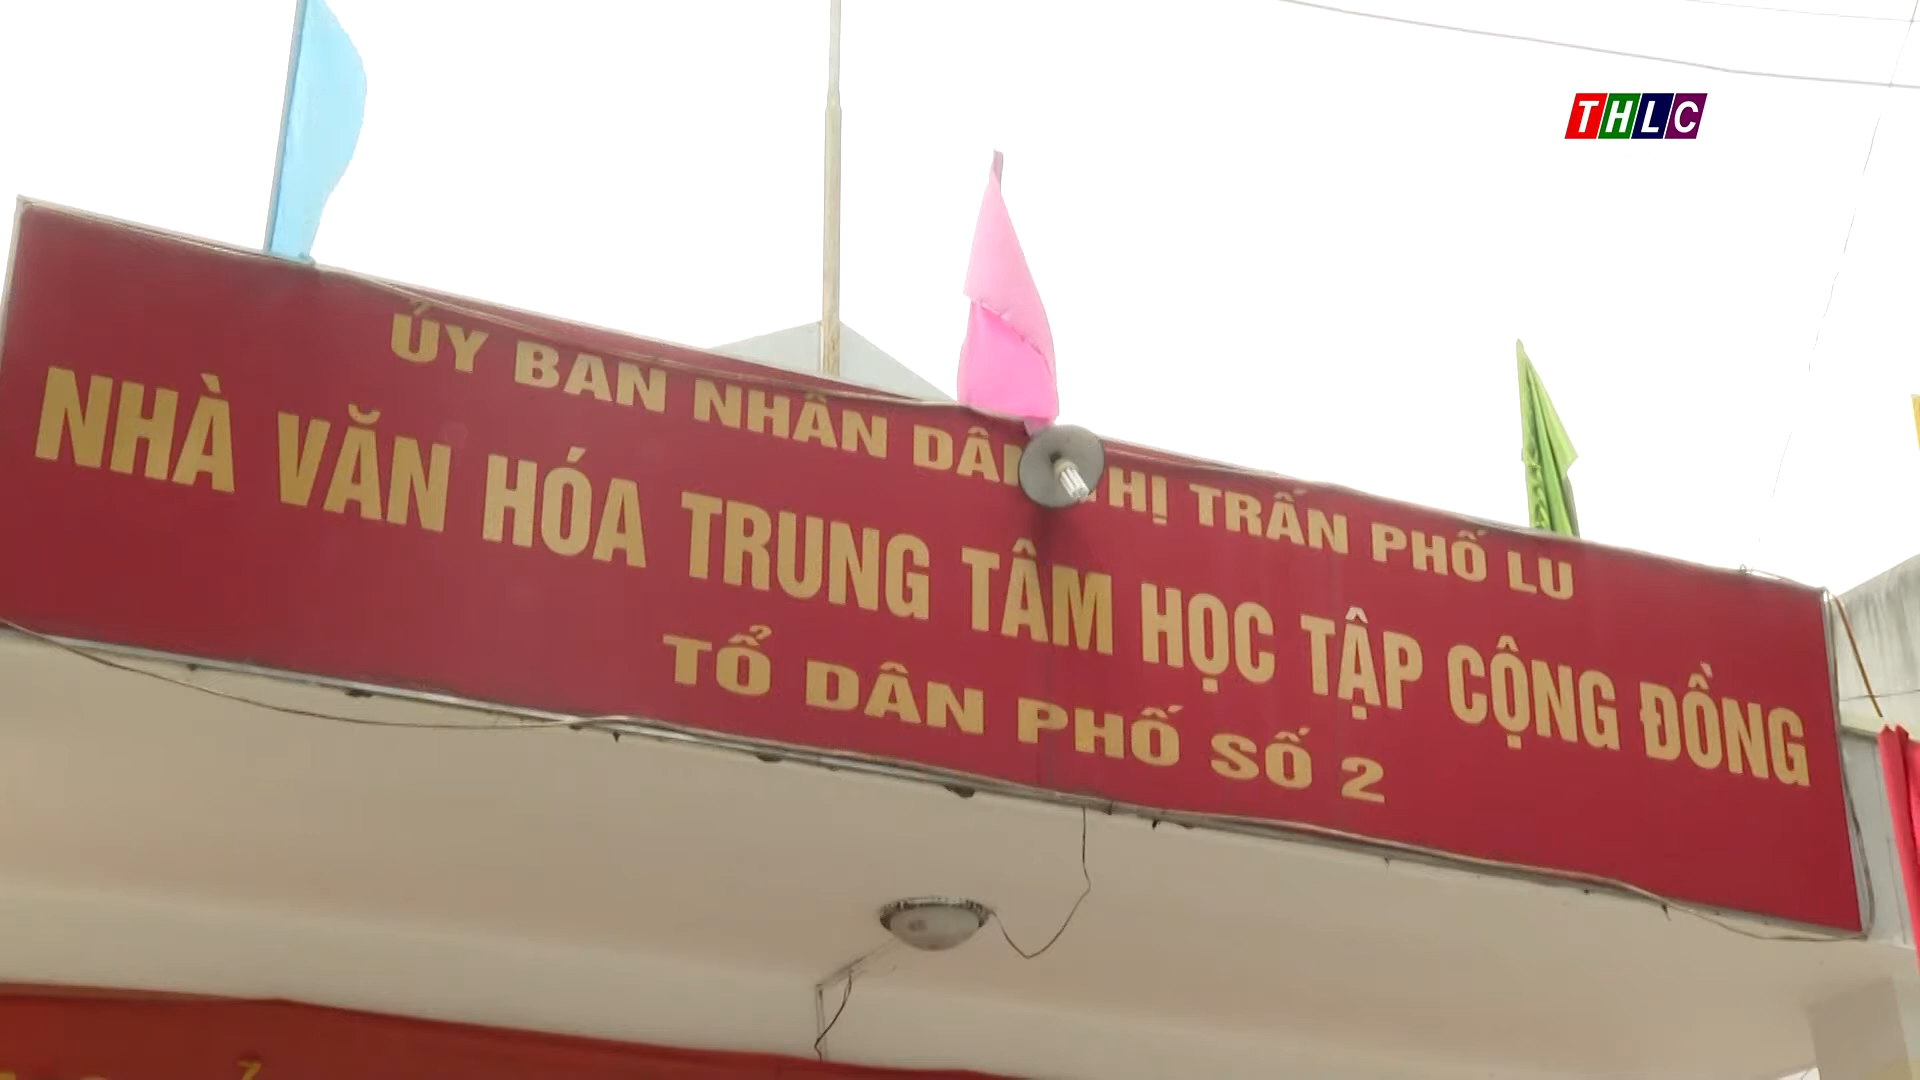 THLC
ỦY BAN NHÂN DÂN THỊ TRẤN PHỐ LU
NHÀ VĂN HÓA TRUNG TÂM HỌC TẬP CỘNG ĐỒNG
TỔ DÂN PHỐ SỐ 2